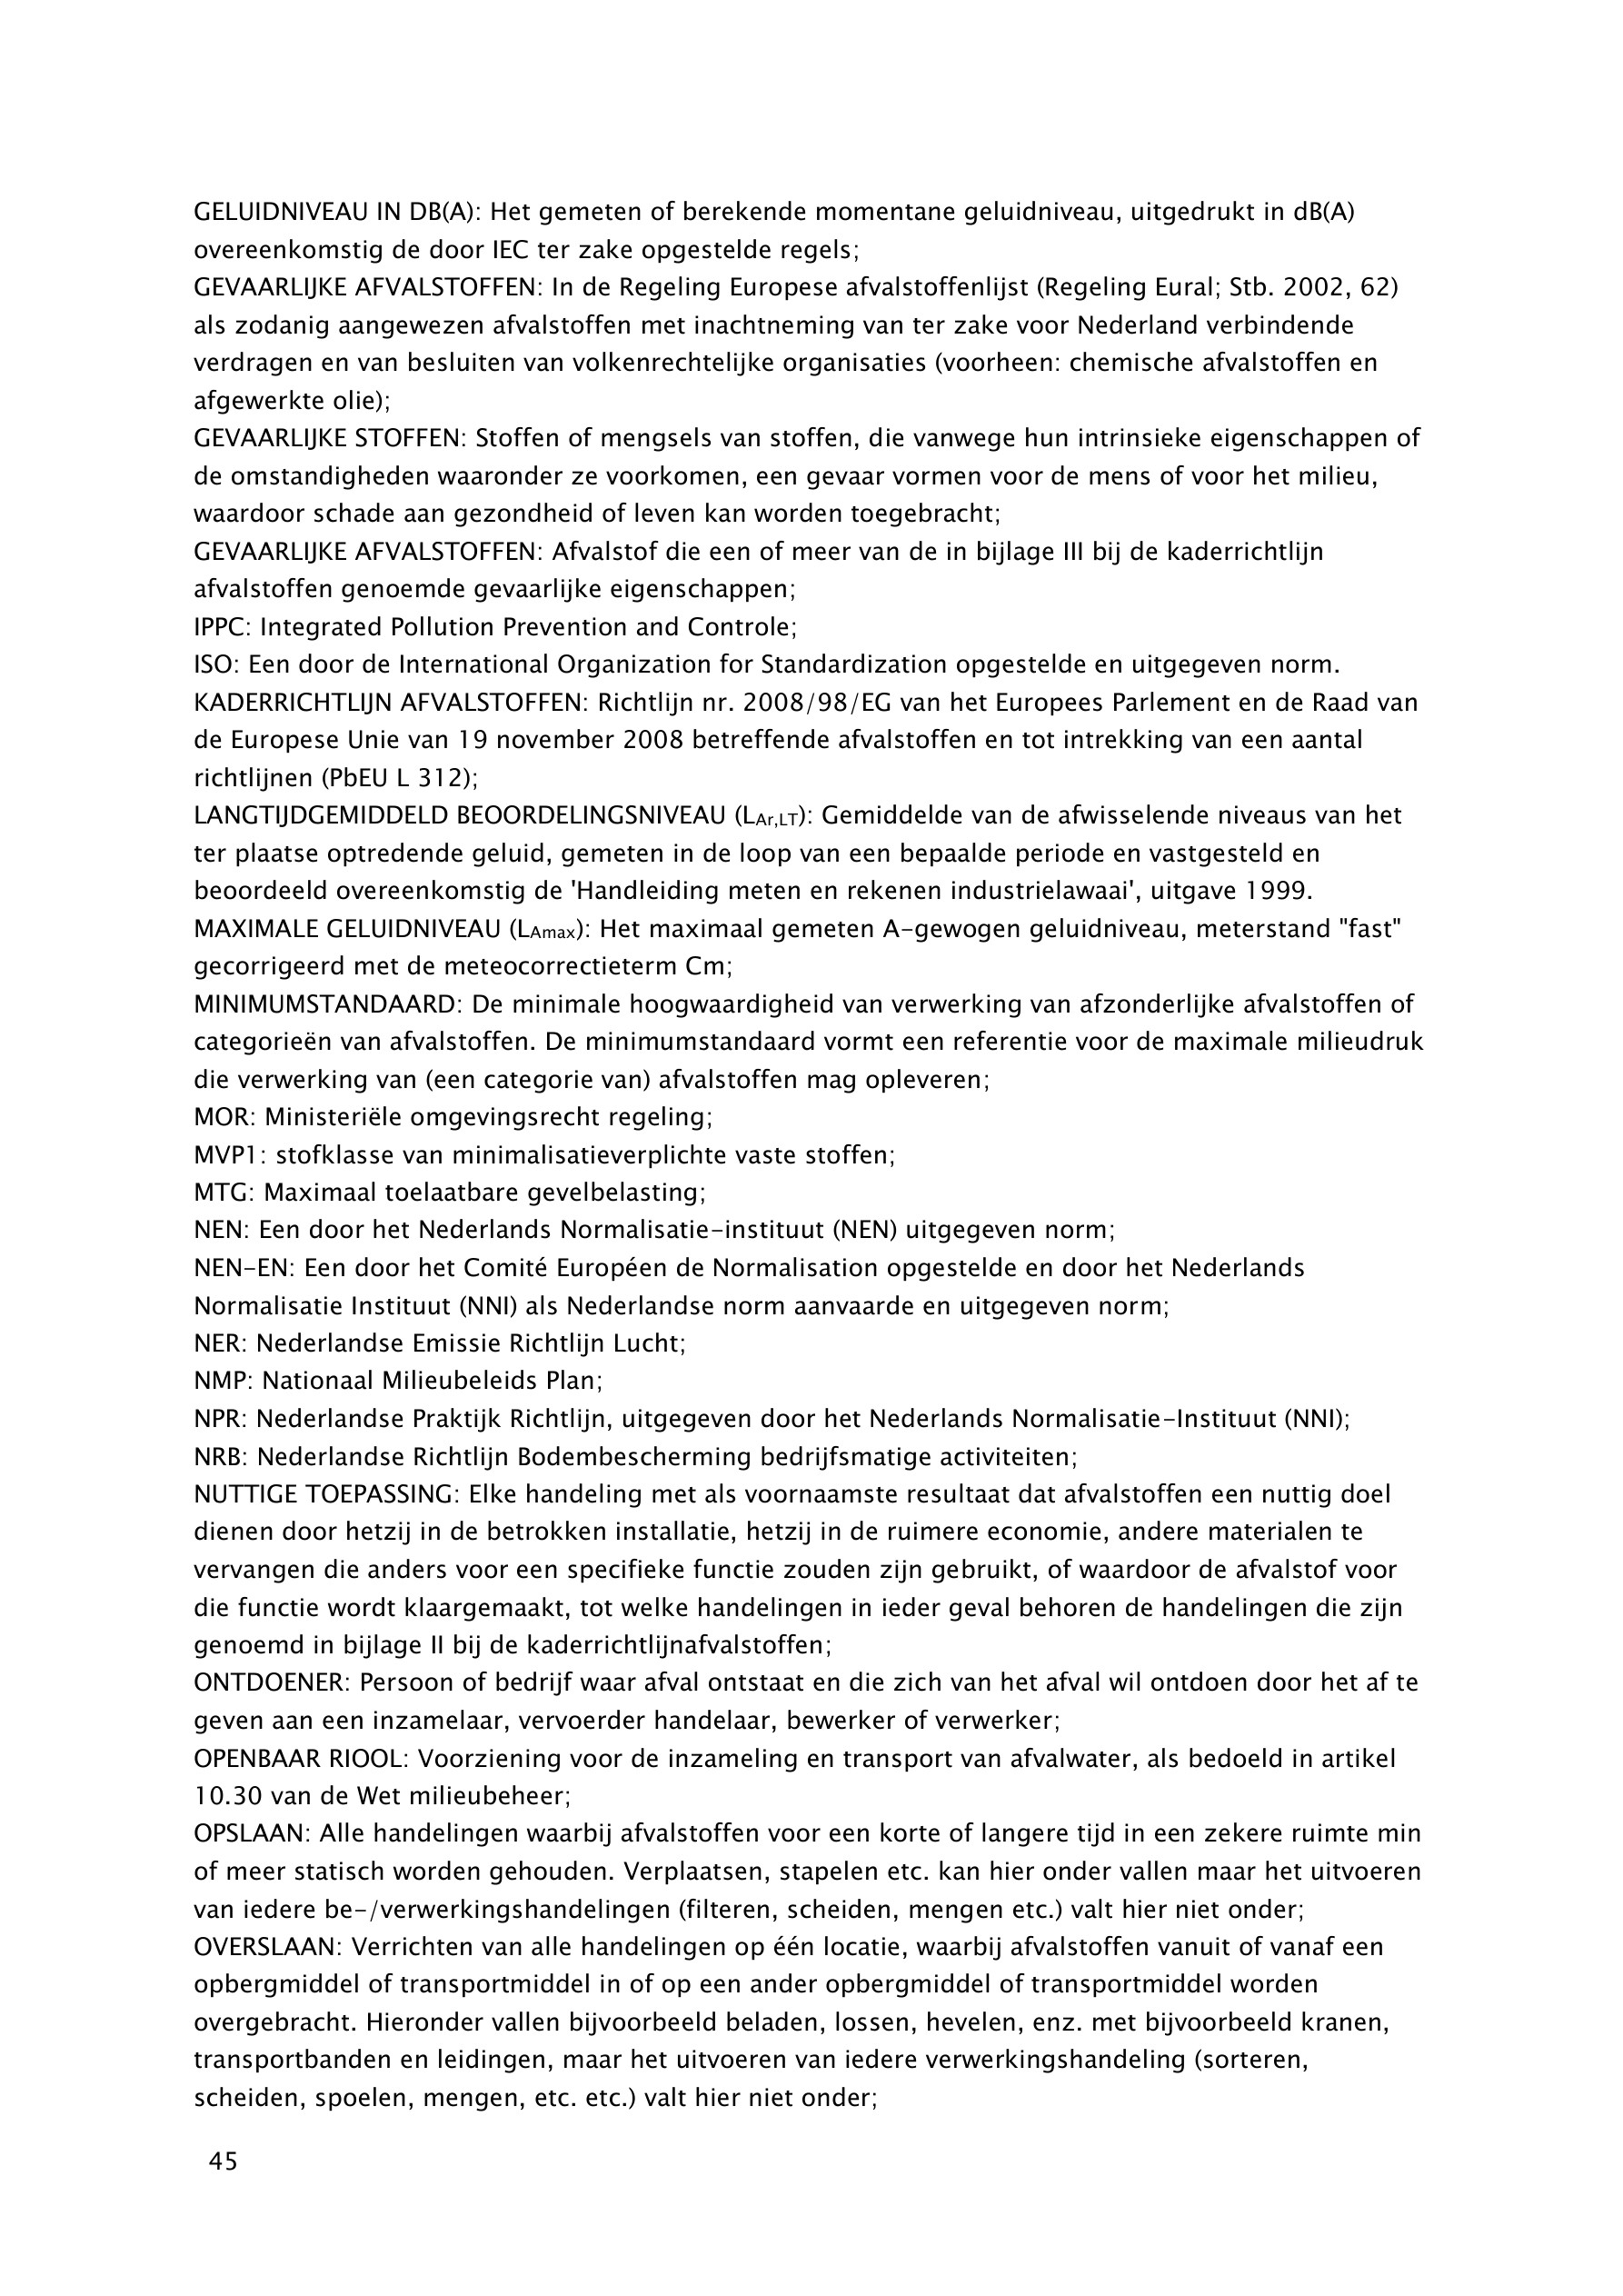 GELUIDNIVEAU IN DB(A): Het gemeten of berekende momentane geluidniveau, uitgedrukt in dB(A)
overeenkomstig de door IEC ter zake opgestelde regels;
GEVAARLIJKE AFVALSTOFFEN: In de Regeling Europese afvalstoffenlijst (Regeling Eural; Stb. 2002, 62)
als zodanig aangewezen afvalstoffen met inachtneming van ter zake voor Nederland verbindende
verdragen en van besluiten van volkenrechtelijke organisaties (voorheen: chemische afvalstoffen en
afgewerkte olie);
GEVAARLIJKE STOFFEN: Stoffen of mengsels van stoffen, die vanwege hun intrinsieke eigenschappen of
de omstandigheden waaronder ze voorkomen, een gevaar vormen voor de mens of voor het milieu,
waardoor schade aan gezondheid of leven kan worden toegebracht;
GEVAARLIJKE AFVALSTOFFEN: Afvalstof die een of meer van de in bijlage III bij de kaderrichtlijn
afvalstoffen genoemde gevaarlijke eigenschappen;
IPPC: Integrated Pollution Prevention and Controle;
ISO: Een door de International Organization for Standardization opgestelde en uitgegeven norm.
KADERRICHTLIJN AFVALSTOFFEN: Richtlijn nr. 2008/98/EG van het Europees Parlement en de Raad van
de Europese Unie van 19 november 2008 betreffende afvalstoffen en tot intrekking van een aantal
richtlijnen (PbEU L 312);
LANGTIJDGEMIDDELD BEOORDELINGSNIVEAU (LAr,LT): Gemiddelde van de afwisselende niveaus van het
ter plaatse optredende geluid, gemeten in de loop van een bepaalde periode en vastgesteld en
beoordeeld overeenkomstig de 'Handleiding meten en rekenen industrielawaai', uitgave 1999.
MAXIMALE GELUIDNIVEAU (LAmax): Het maximaal gemeten A-gewogen geluidniveau, meterstand "fast"
gecorrigeerd met de meteocorrectieterm Cm;
MINIMUMSTANDAARD: De minimale hoogwaardigheid van verwerking van afzonderlijke afvalstoffen of
categorieën van afvalstoffen. De minimumstandaard vormt een referentie voor de maximale milieudruk
die verwerking van (een categorie van) afvalstoffen mag opleveren;
MOR: Ministeriële omgevingsrecht regeling;
MVP1: stofklasse van minimalisatieverplichte vaste stoffen;
MTG: Maximaal toelaatbare gevelbelasting;
NEN: Een door het Nederlands Normalisatie-instituut (NEN) uitgegeven norm;
NEN-EN: Een door het Comité Européen de Normalisation opgestelde en door het Nederlands
Normalisatie Instituut (NNI) als Nederlandse norm aanvaarde en uitgegeven norm;
NER: Nederlandse Emissie Richtlijn Lucht;
NMP: Nationaal Milieubeleids Plan;
NPR: Nederlandse Praktijk Richtlijn, uitgegeven door het Nederlands Normalisatie-Instituut (NNI);
NRB: Nederlandse Richtlijn Bodembescherming bedrijfsmatige activiteiten;
NUTTIGE TOEPASSING: Elke handeling met als voornaamste resultaat dat afvalstoffen een nuttig doel
dienen door hetzij in de betrokken installatie, hetzij in de ruimere economie, andere materialen te
vervangen die anders voor een specifieke functie zouden zijn gebruikt, of waardoor de afvalstof voor
die functie wordt klaargemaakt, tot welke handelingen in ieder geval behoren de handelingen die zijn
genoemd in bijlage II bij de kaderrichtlijnafvalstoffen;
ONTDOENER: Persoon of bedrijf waar afval ontstaat en die zich van het afval wil ontdoen door het af te
geven aan een inzamelaar, vervoerder handelaar, bewerker of verwerker;
OPENBAAR RIOOL: Voorziening voor de inzameling en transport van afvalwater, als bedoeld in artikel
10.30 van de Wet milieubeheer;
OPSLAAN: Alle handelingen waarbij afvalstoffen voor een korte of langere tijd in een zekere ruimte min
of meer statisch worden gehouden. Verplaatsen, stapelen etc. kan hier onder vallen maar het uitvoeren
van iedere be-/verwerkingshandelingen (filteren, scheiden, mengen etc.) valt hier niet onder;
OVERSLAAN: Verrichten van alle handelingen op één locatie, waarbij afvalstoffen vanuit of vanaf een
opbergmiddel of transportmiddel in of op een ander opbergmiddel of transportmiddel worden
overgebracht. Hieronder vallen bijvoorbeeld beladen, lossen, hevelen, enz. met bijvoorbeeld kranen,
transportbanden en leidingen, maar het uitvoeren van iedere verwerkingshandeling (sorteren,
scheiden, spoelen, mengen, etc. etc.) valt hier niet onder;
45